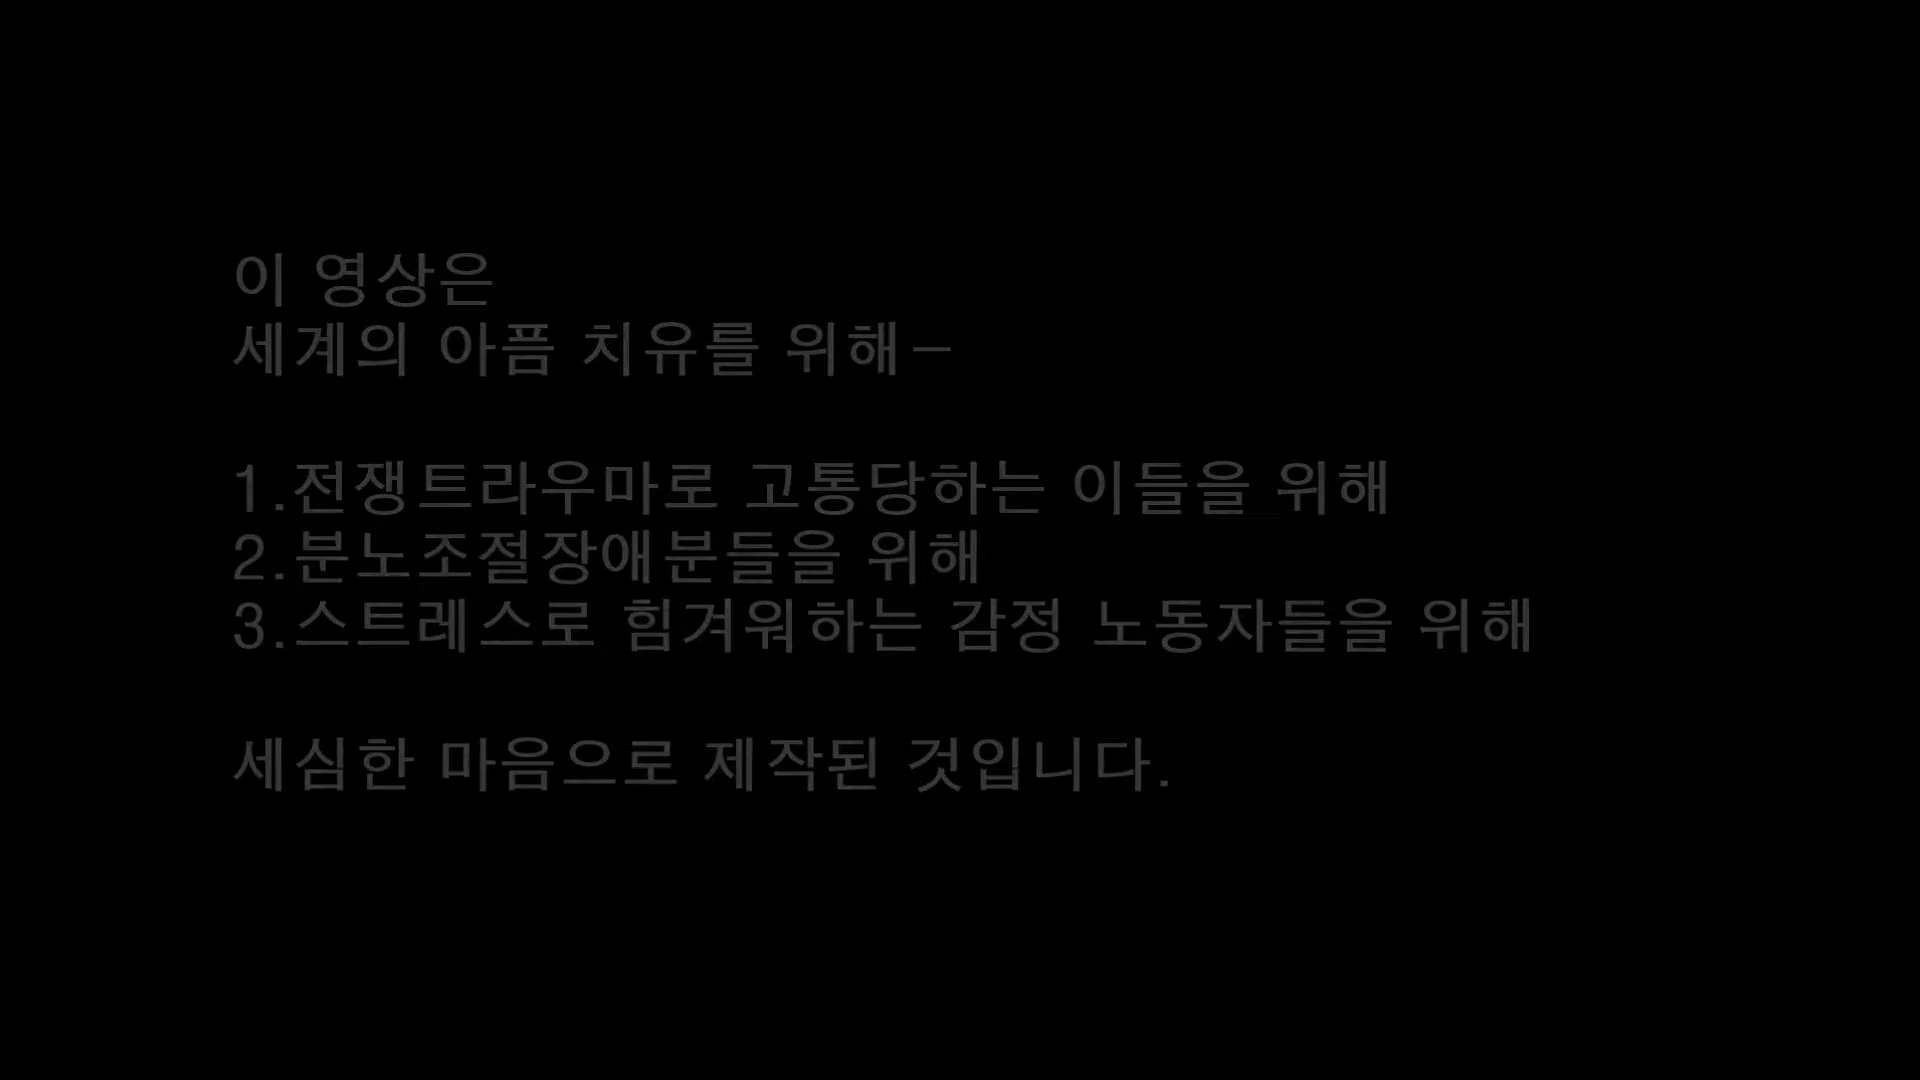 이 영상은
세계의 아픔 치유를 위해-
1.전쟁트라우마로 고통당하는 이들을 위해
2.분노조절장애분들을 위해
3.스트레스로 힘겨워하는 감정 노동자들을 위해
세심한 마음으로 제작된 것입니다.